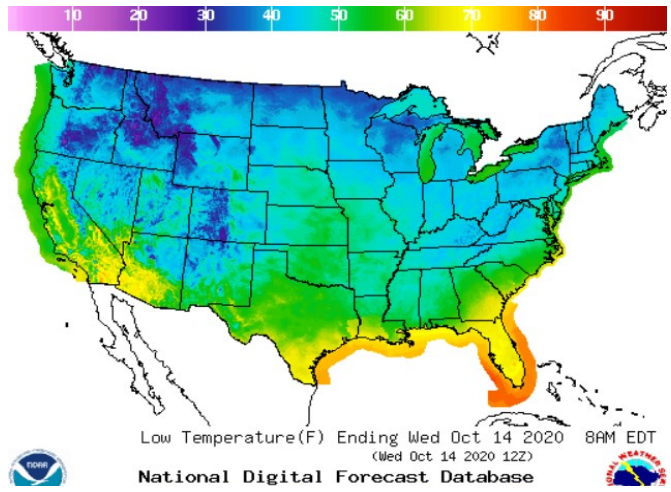 10 20 30 40 50 60 70 80 90
Low Temperature(F) Ending Wed Oct 14 2020 8AM EDT
(Wed Oct 14 2020 12Z)
National Digital Forecast Database
NOAA